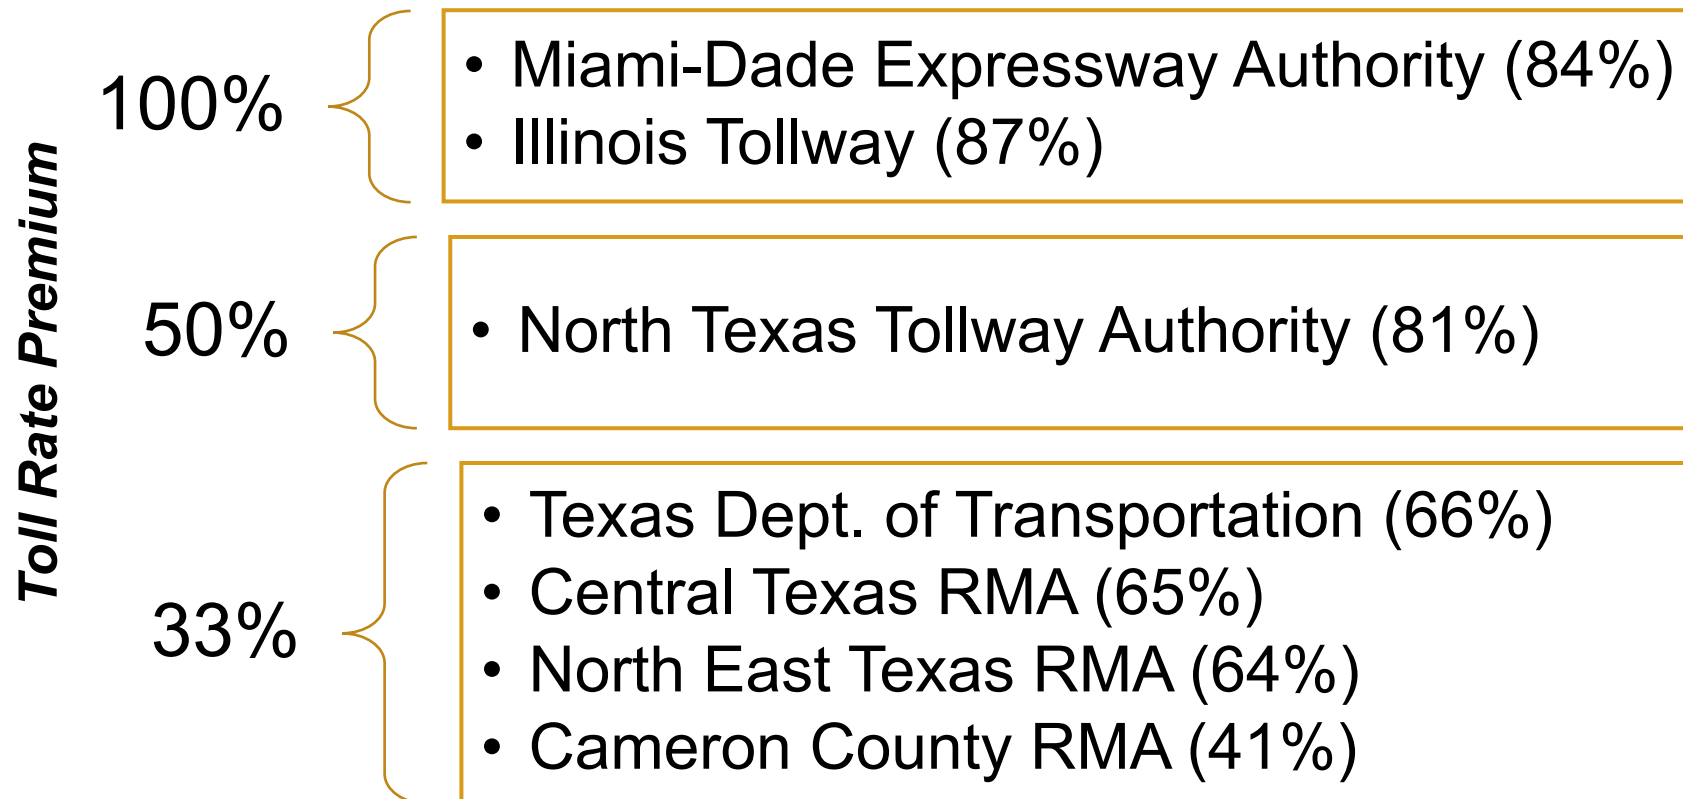 Toll Rate Premium
100%
• Miami-Dade Expressway Authority (84%)
• Illinois Tollway (87%)
50%
• North Texas Tollway Authority (81%)
33%
• Texas Dept. of Transportation (66%)
• Central Texas RMA (65%)
• North East Texas RMA (64%)
• Cameron County RMA (41%)